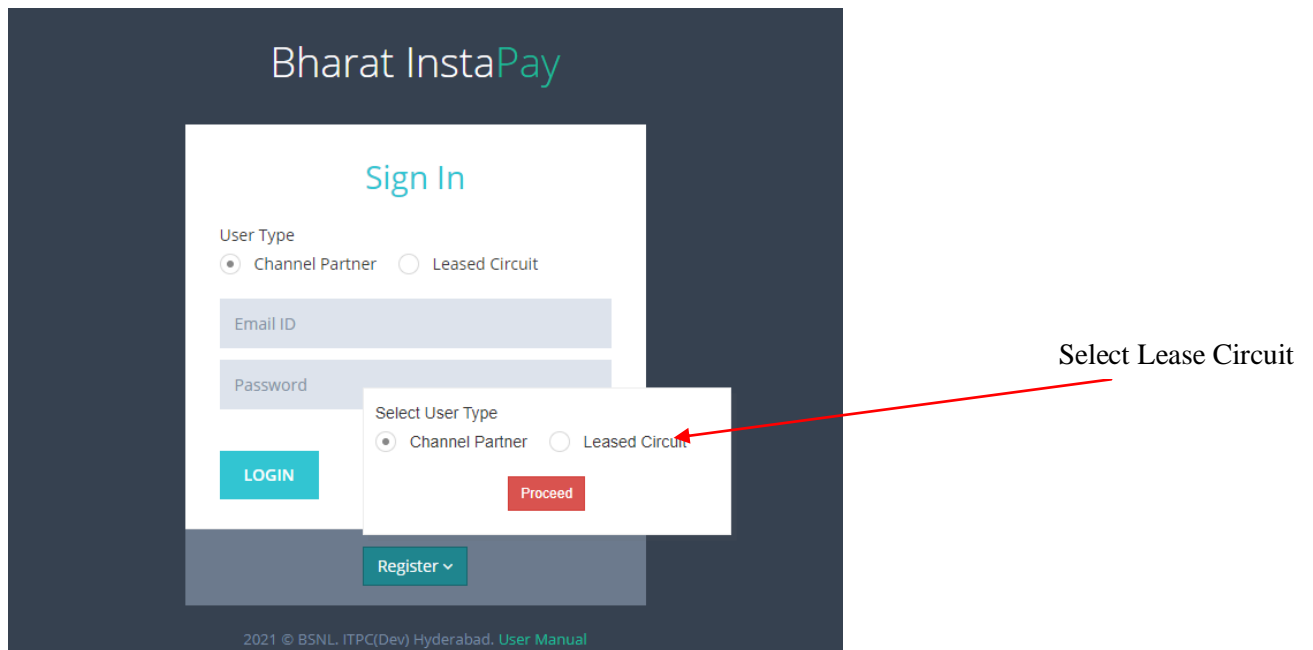 Bharat InstaPay
Sign In
User Type
Channel Partner Leased Circuit
Email ID
Password
Select User Type
Channel Partner Leased Circuit
Proceed
LOGIN
Register
2021 © BSNL. ITPC(Dev) Hyderabad. User Manual
Select Lease Circuit